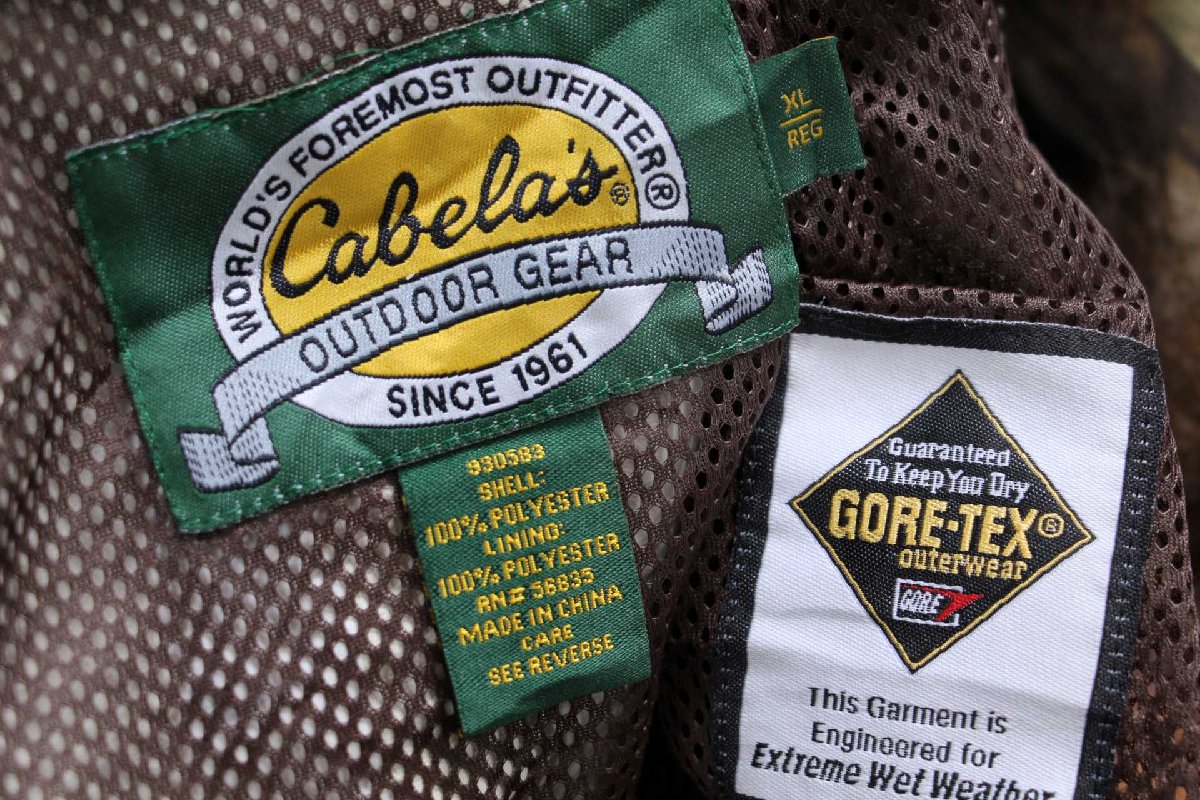 WORLD'S FOREMOST OUTFITTER®
Cabela's®
OUTDOOR GEAR
SINCE 1961
XL
REG
930583
SHELL:
100% POLYESTER
LINING:
100% POLYESTER
RN# 56835
MADE IN CHINA
CARE
SEE REVERSE
Guaranteed
To Keep You Dry
GORE-TEX®
outerwear
GORE
This Garment is
Engineered for
Extreme Wet Weather